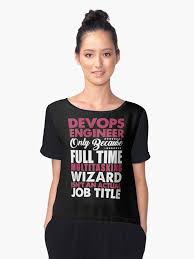 DEVOPS
ENGINEER
Only Because
FULL TIME
MULTITASKING
WIZARD
ISN'T AN ACTUAL
JOB TITLE